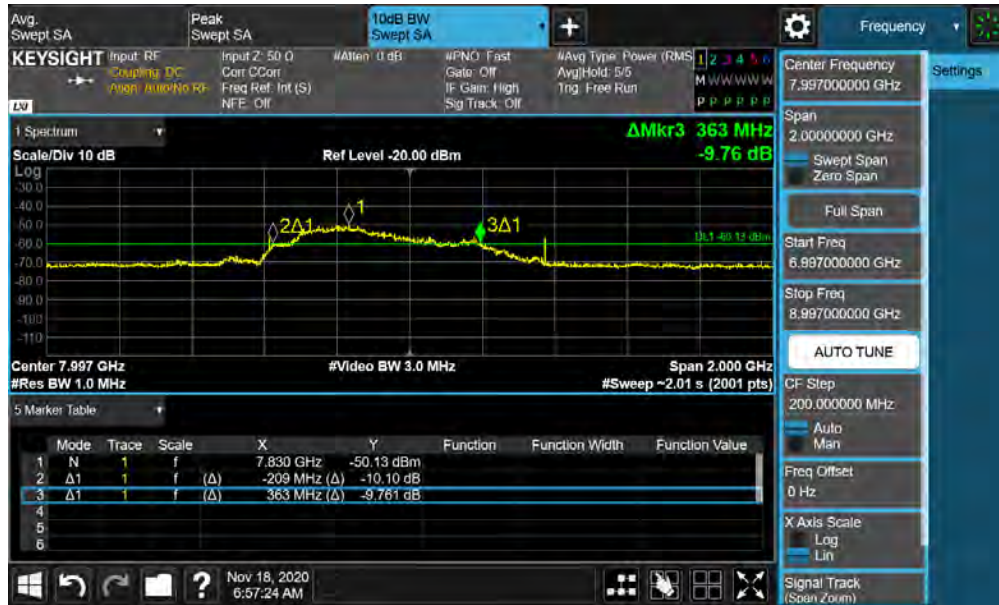 Avg.
Swept SA
Peak
Swept SA
10dB BW
Swept SA
Frequency
KEYSIGHT
Input: RF
Coupling: DC
Align: Auto/No RF
Input Z: 50 Ω
Corr CCorr
Freq Ref: Int (S)
NFE: Off
#Atten: 0 dB
#PNO: Fast
Gate: Off
IF Gain: High
Sig Track: Off
#Avg Type: Power (RMS
Avg|Hold: 5/5
Trig: Free Run
1 2 3 4 5 6
M W W W W W
P P P P P P
LXI
1 Spectrum
ΔMkr3 363 MHz
-9.76 dB
Scale/Div 10 dB
Ref Level -20.00 dBm
Log
-30.0
-40.0
-50.0
-60.0
-70.0
-80.0
-90.0
-100
-110
2Δ1
1
3Δ1
DL1 -60.13 dBm
Center 7.997 GHz
#Video BW 3.0 MHz
Span 2.000 GHz
#Res BW 1.0 MHz
#Sweep ~2.01 s (2001 pts)
5 Marker Table
Mode Trace Scale X Y Function Function Width Function Value
1 N 1 f 7.830 GHz -50.13 dBm
2 Δ1 1 f (Δ) -209 MHz (Δ) -10.10 dB
3 Δ1 1 f (Δ) 363 MHz (Δ) -9.761 dB
4
5
6
Nov 18, 2020
6:57:24 AM
Center Frequency
7.997000000 GHz
Settings
Span
2.00000000 GHz
Swept Span
Zero Span
Full Span
Start Freq
6.997000000 GHz
Stop Freq
8.997000000 GHz
AUTO TUNE
CF Step
200.000000 MHz
Auto
Man
Freq Offset
0 Hz
X Axis Scale
Log
Lin
Signal Track
(Span Zoom)